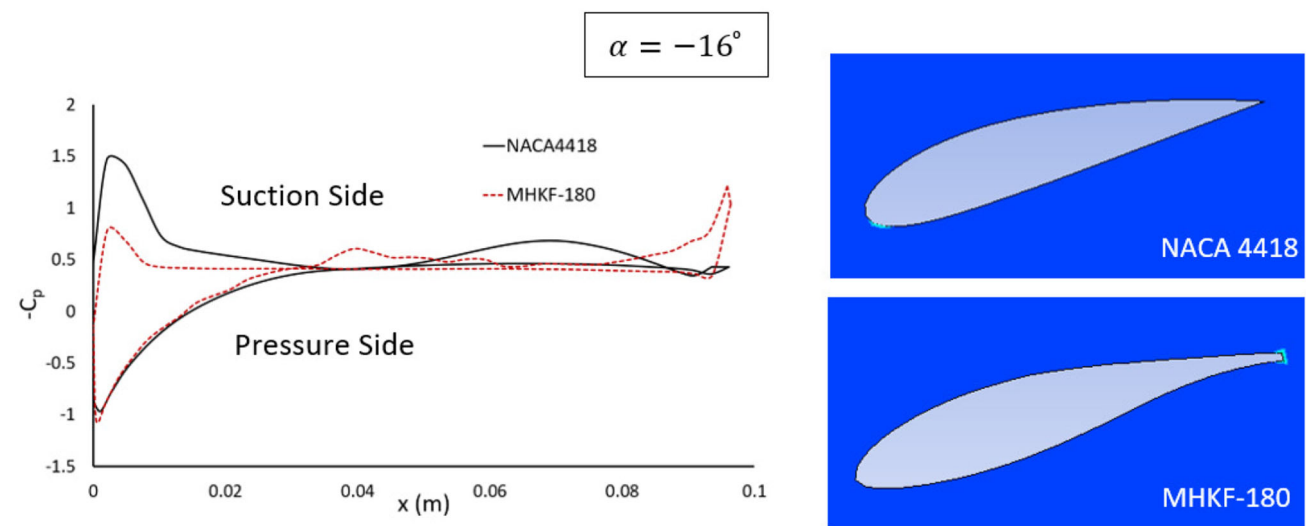 α = −16°
2
1.5
1
0.5
0
-0.5
-1
-1.5
-Cp
0
0.02
0.04
0.06
0.08
0.1
x (m)
NACA4418
MHKF-180
Suction Side
Pressure Side
NACA 4418
MHKF-180